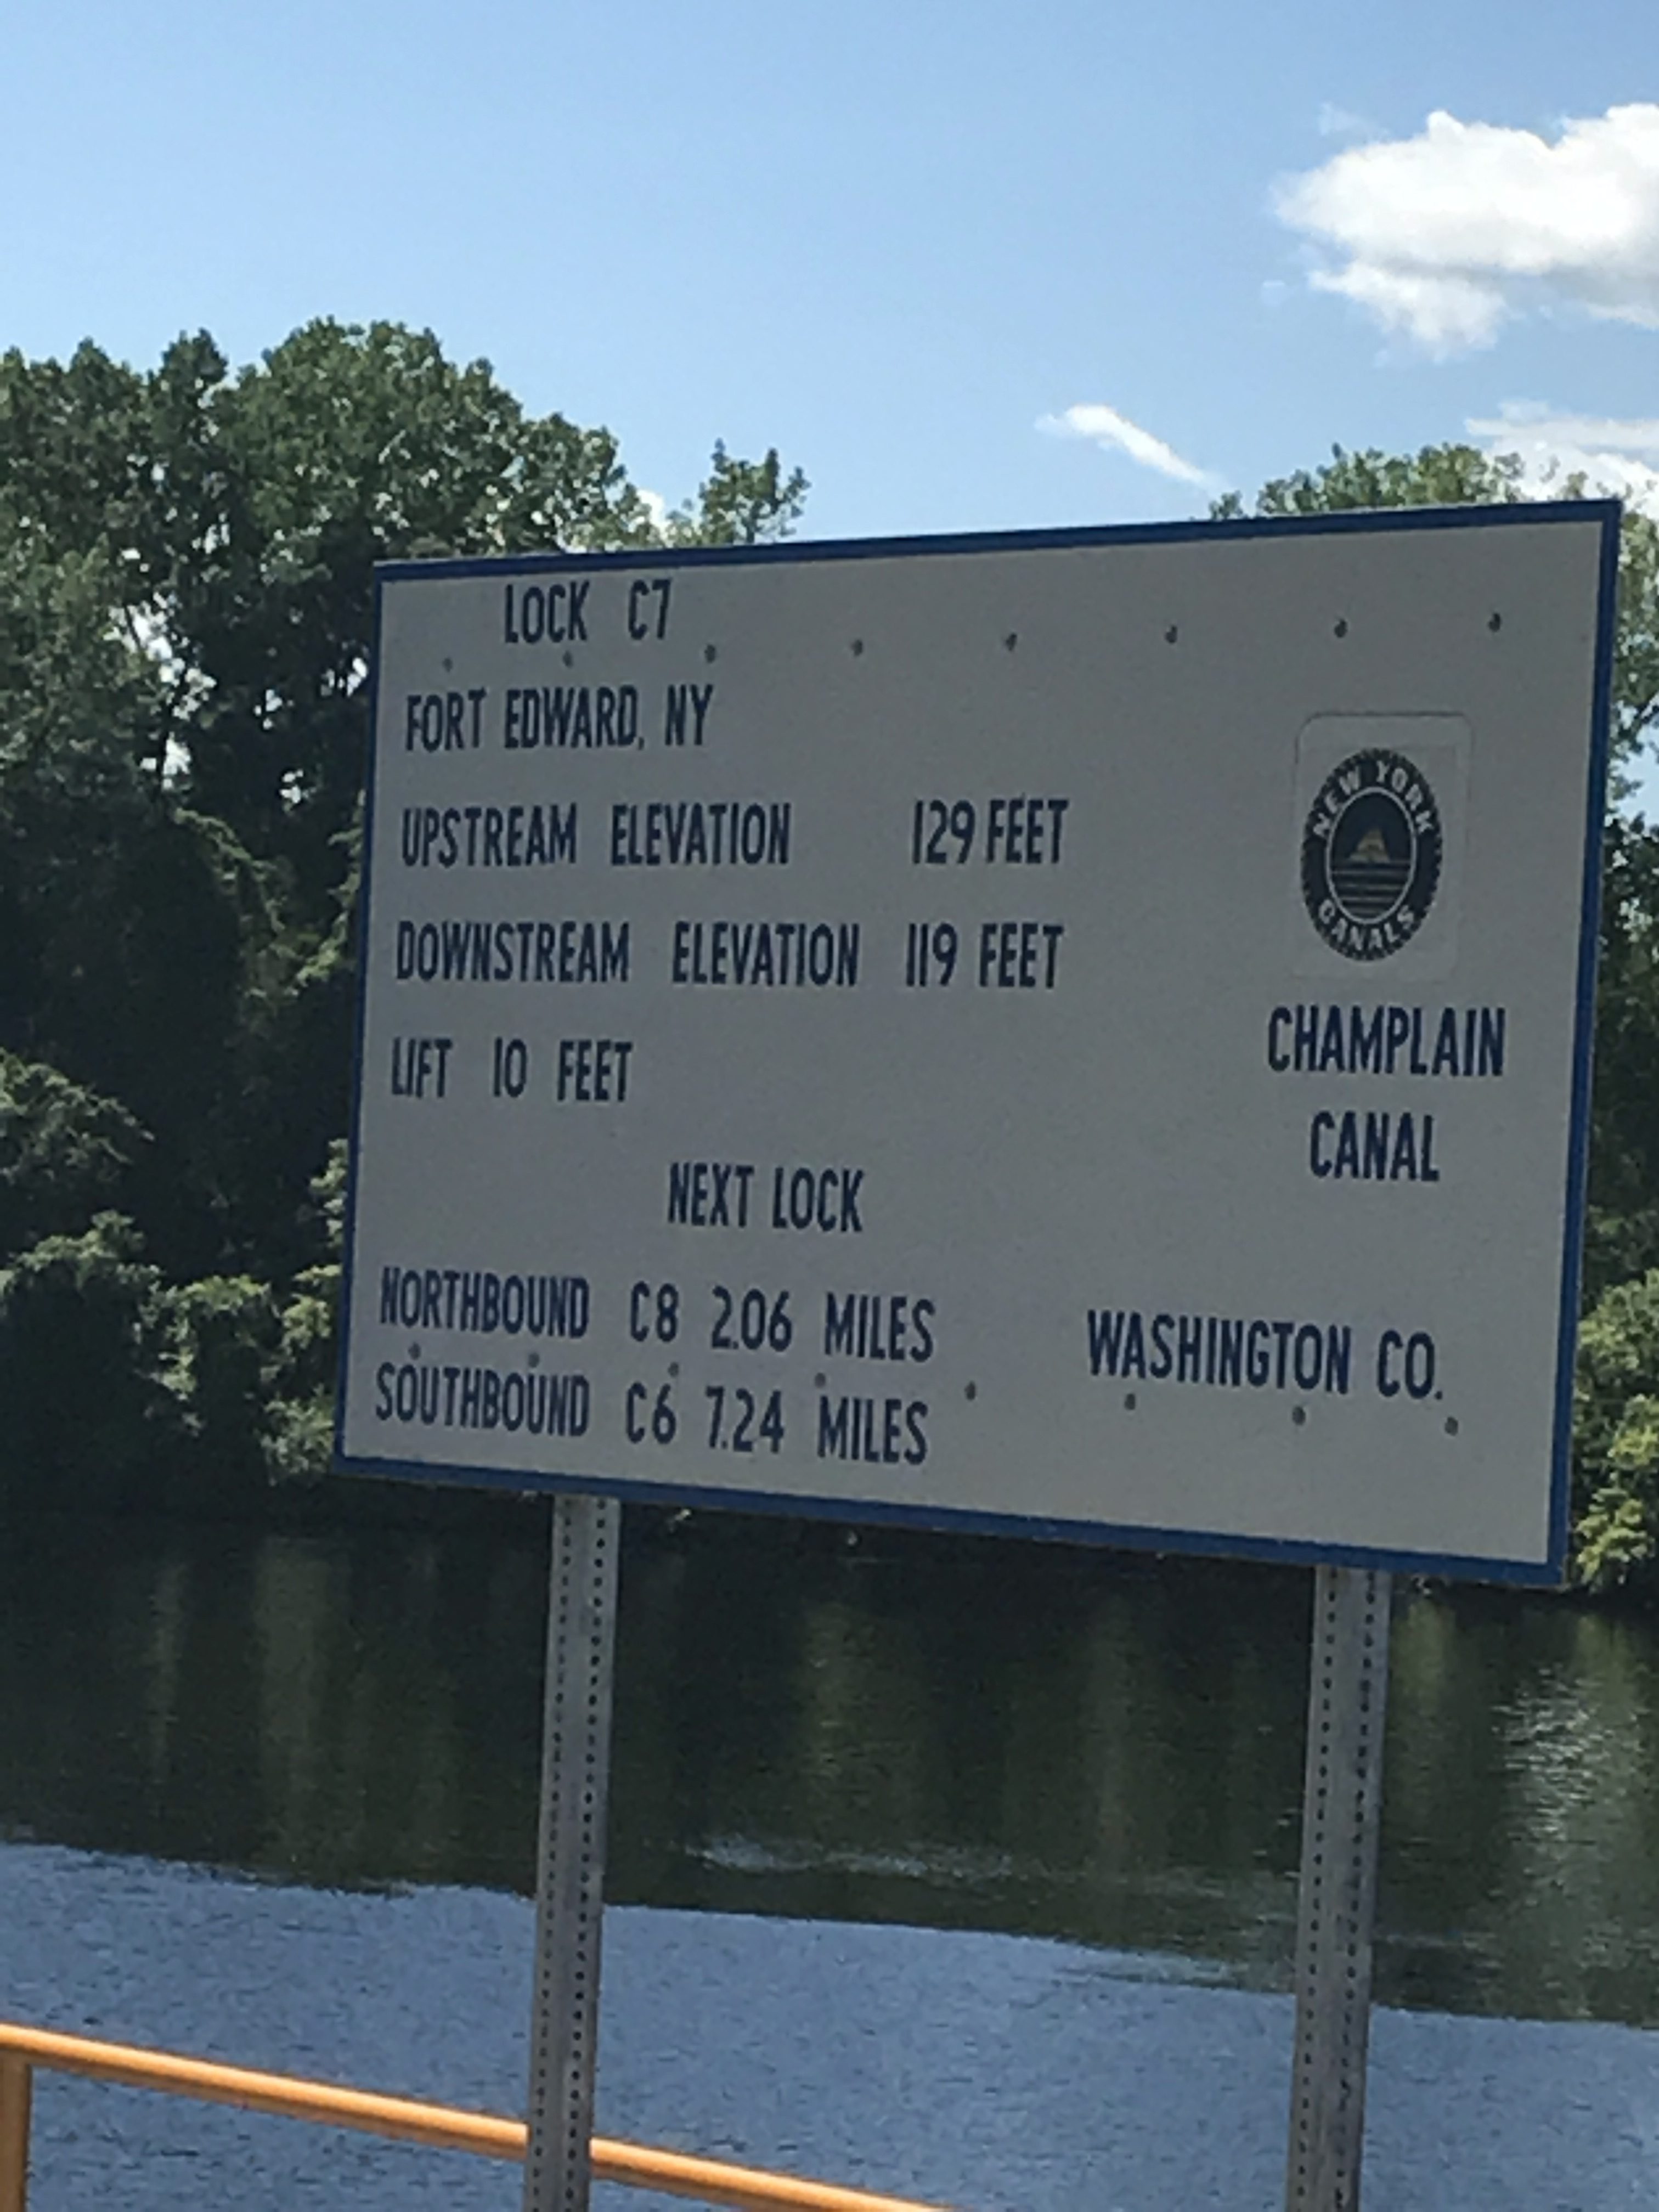 LOCK C7
FORT EDWARD, NY
UPSTREAM ELEVATION 129 FEET
DOWNSTREAM ELEVATION 119 FEET
LIFT 10 FEET
NEXT LOCK
NORTHBOUND C8 2.06 MILES
SOUTHBOUND C6 7.24 MILES
NEW YORK
CANALS
CHAMPLAIN
CANAL
WASHINGTON CO.